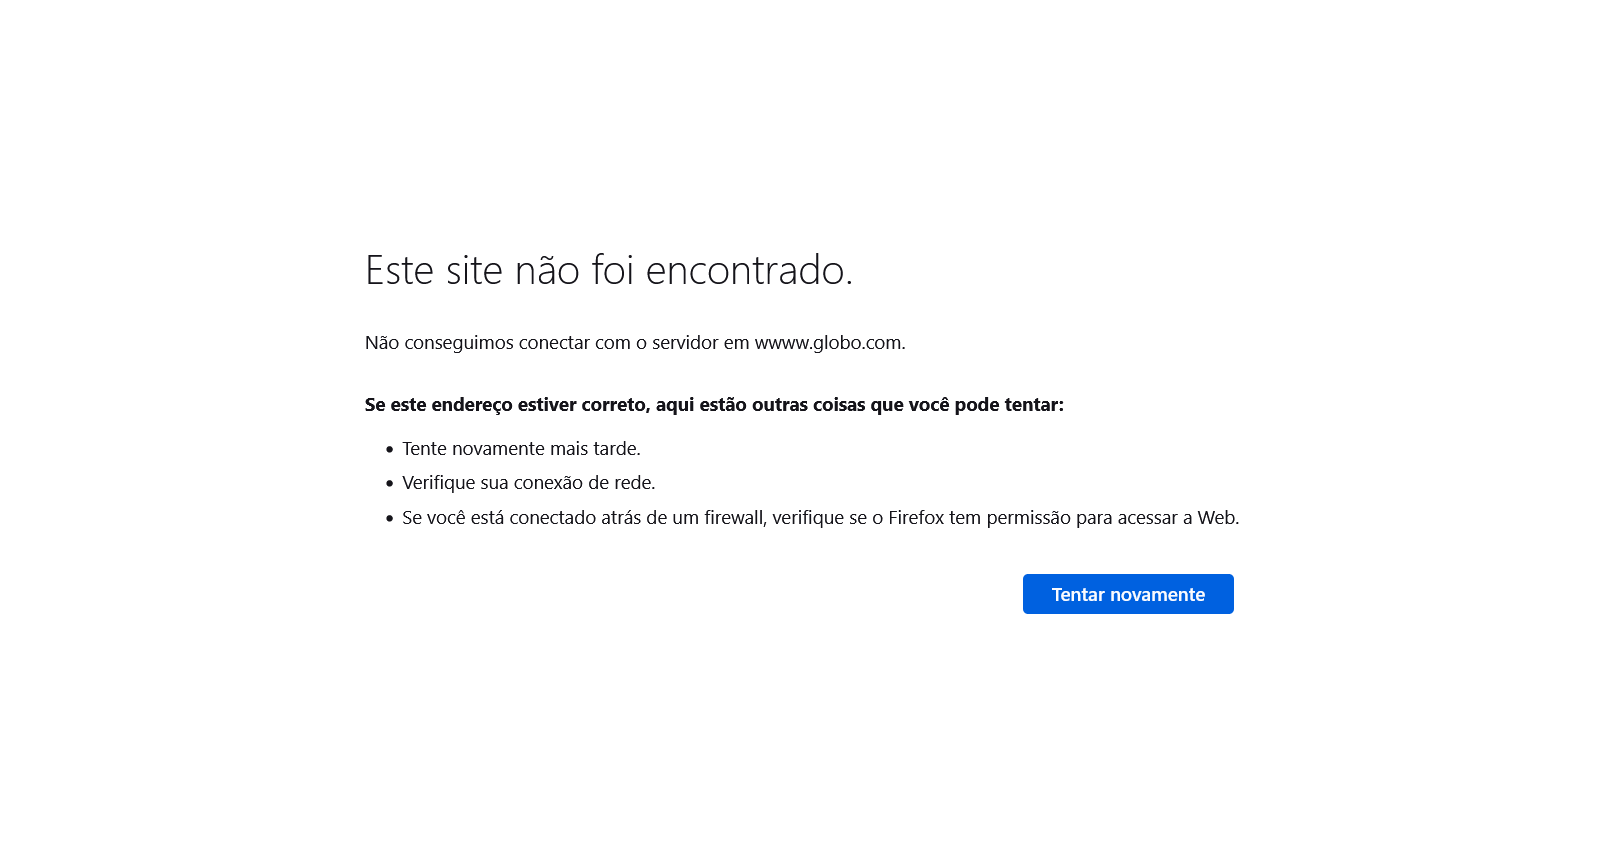 Este site não foi encontrado.
Não conseguimos conectar com o servidor em wwww.globo.com.
Se este endereço estiver correto, aqui estão outras coisas que você pode tentar:
• Tente novamente mais tarde.
• Verifique sua conexão de rede.
• Se você está conectado atrás de um firewall, verifique se o Firefox tem permissão para acessar a Web.
Tentar novamente